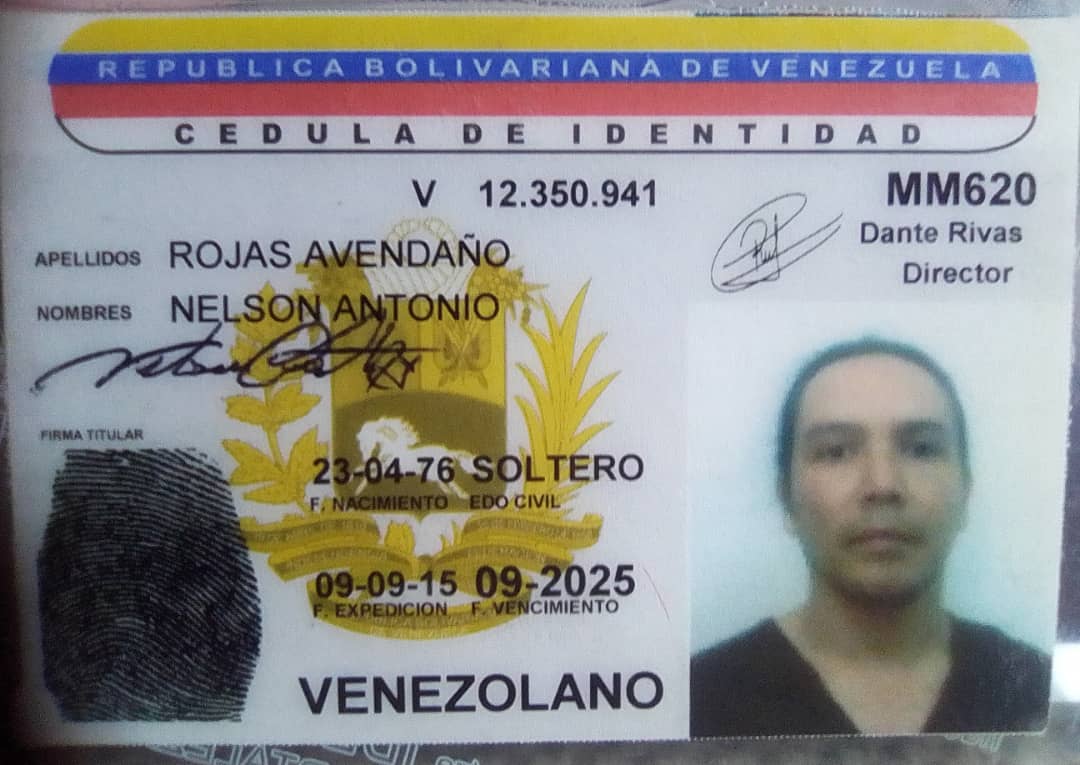 REPUBLICA BOLIVARIANA DE VENEZUELA
CEDULA DE IDENTIDAD
V 12.350.941
MM620
Dante Rivas
Director
APELLIDOS ROJAS AVENDAÑO
NOMBRES NELSON ANTONIO
FIRMA TITULAR
23-04-76 SOLTERO
F. NACIMIENTO EDO CIVIL
09-09-15 09-2025
F. EXPEDICION F. VENCIMIENTO
VENEZOLANO